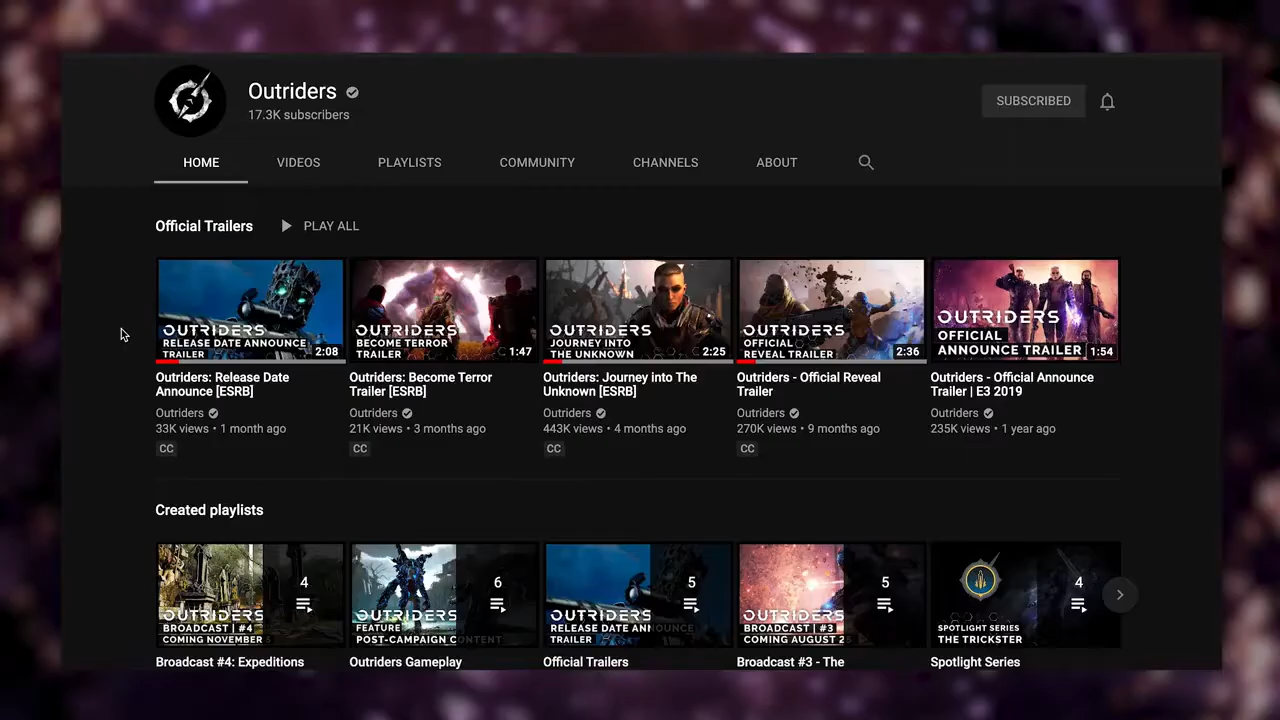 Outriders
17.3K subscribers
SUBSCRIBED
HOME VIDEOS PLAYLISTS COMMUNITY CHANNELS ABOUT
Official Trailers PLAY ALL
OUTRIDERS
RELEASE DATE ANNOUNCE
TRAILER
2:08
OUTRIDERS
BECOME TERROR
TRAILER
1:47
OUTRIDERS
JOURNEY INTO
THE UNKNOWN
2:25
OUTRIDERS
OFFICIAL
REVEAL TRAILER
2:36
OUTRIDERS
OFFICIAL
ANNOUNCE TRAILER
1:54
Outriders: Release Date
Announce [ESRB]
Outriders
33K views • 1 month ago
CC
Outriders: Become Terror
Trailer [ESRB]
Outriders
21K views • 3 months ago
CC
Outriders: Journey into The
Unknown [ESRB]
Outriders
443K views • 4 months ago
CC
Outriders - Official Reveal
Trailer
Outriders
270K views • 9 months ago
CC
Outriders - Official Announce
Trailer | E3 2019
Outriders
235K views • 1 year ago
Created playlists
OUTRIDERS
BROADCAST | #4
COMING NOVEMBER
4
OUTRIDERS
FEATURE
POST-CAMPAIGN CONTENT
6
OUTRIDERS
RELEASE DATE ANNOUNCE
TRAILER
5
OUTRIDERS
BROADCAST | #3
COMING AUGUST 25
5
SPOTLIGHT SERIES
THE TRICKSTER
4
Broadcast #4: Expeditions
Outriders Gameplay
Official Trailers
Broadcast #3 - The
Spotlight Series